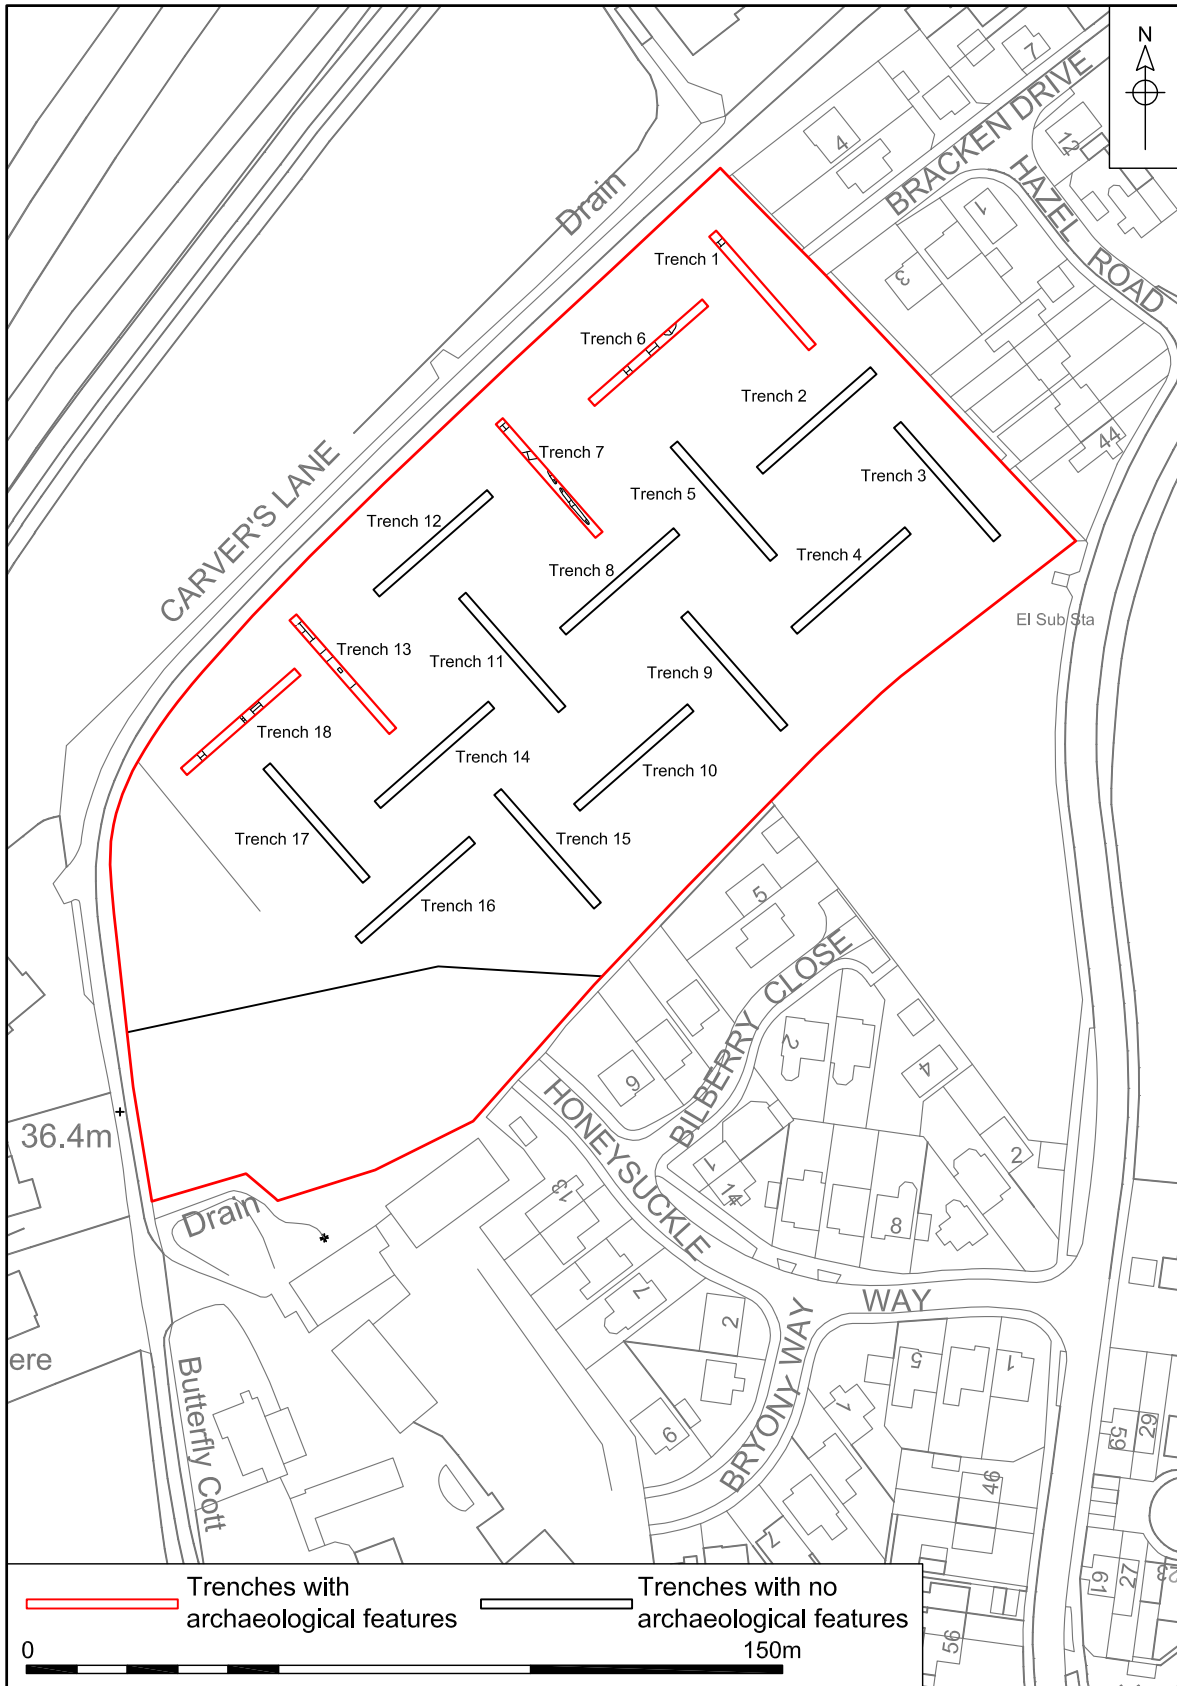 N
7
4
BRACKEN DRIVE
12
HAZEL ROAD
1
3
Drain
Trench 1
Trench 6
Trench 2
44
Trench 7
Trench 3
Trench 5
CARVER'S LANE
Trench 12
Trench 4
Trench 8
El Sub Sta
Trench 13
Trench 11
Trench 9
Trench 18
Trench 14
Trench 10
Trench 17
Trench 15
Trench 16
5
BILBERRY CLOSE
2
4
6
HONEYSUCKLE
WAY
36.4m
1
14
2
13
8
Drain
7
2
BRYONY WAY
5
1
ere
Butterfly Cott
1
9
59
29
46
7
61
27
56
Trenches with
archaeological features
Trenches with no
archaeological features
0
150m